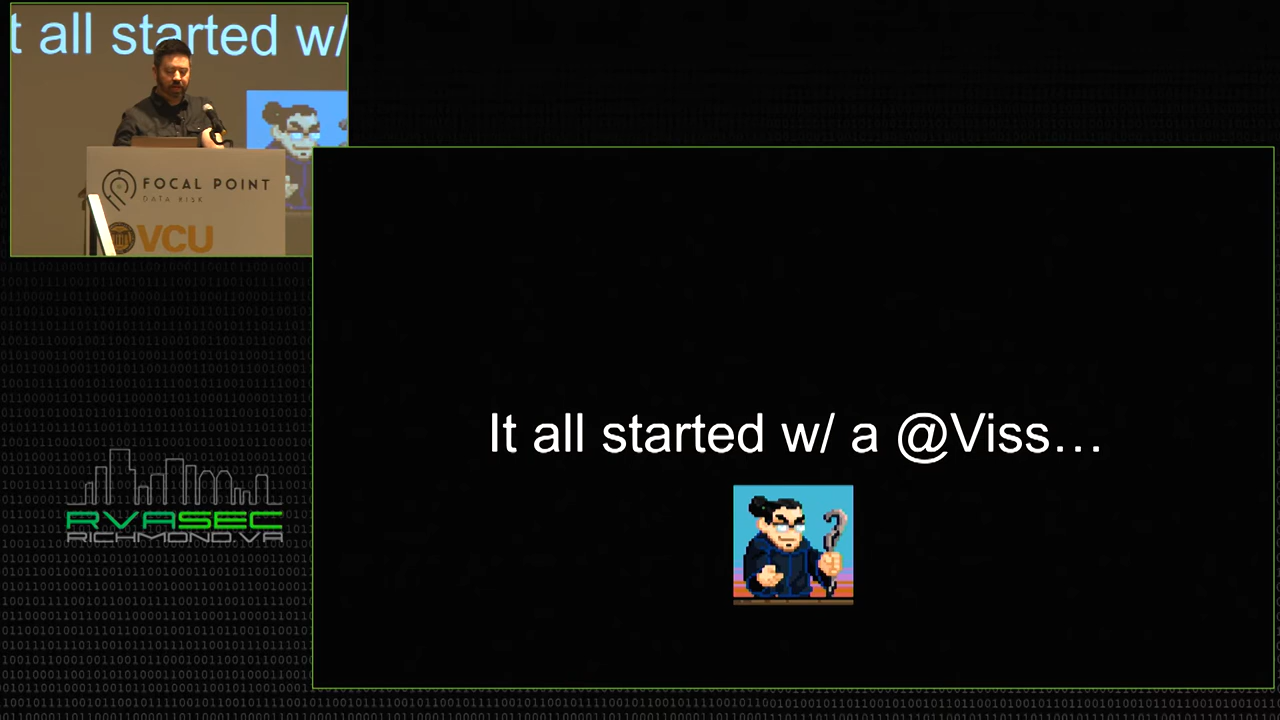 t all started w/
FOCAL POINT
DATA RISK
VCU
It all started w/ a @Viss…
RVASEC
RICHMOND VA